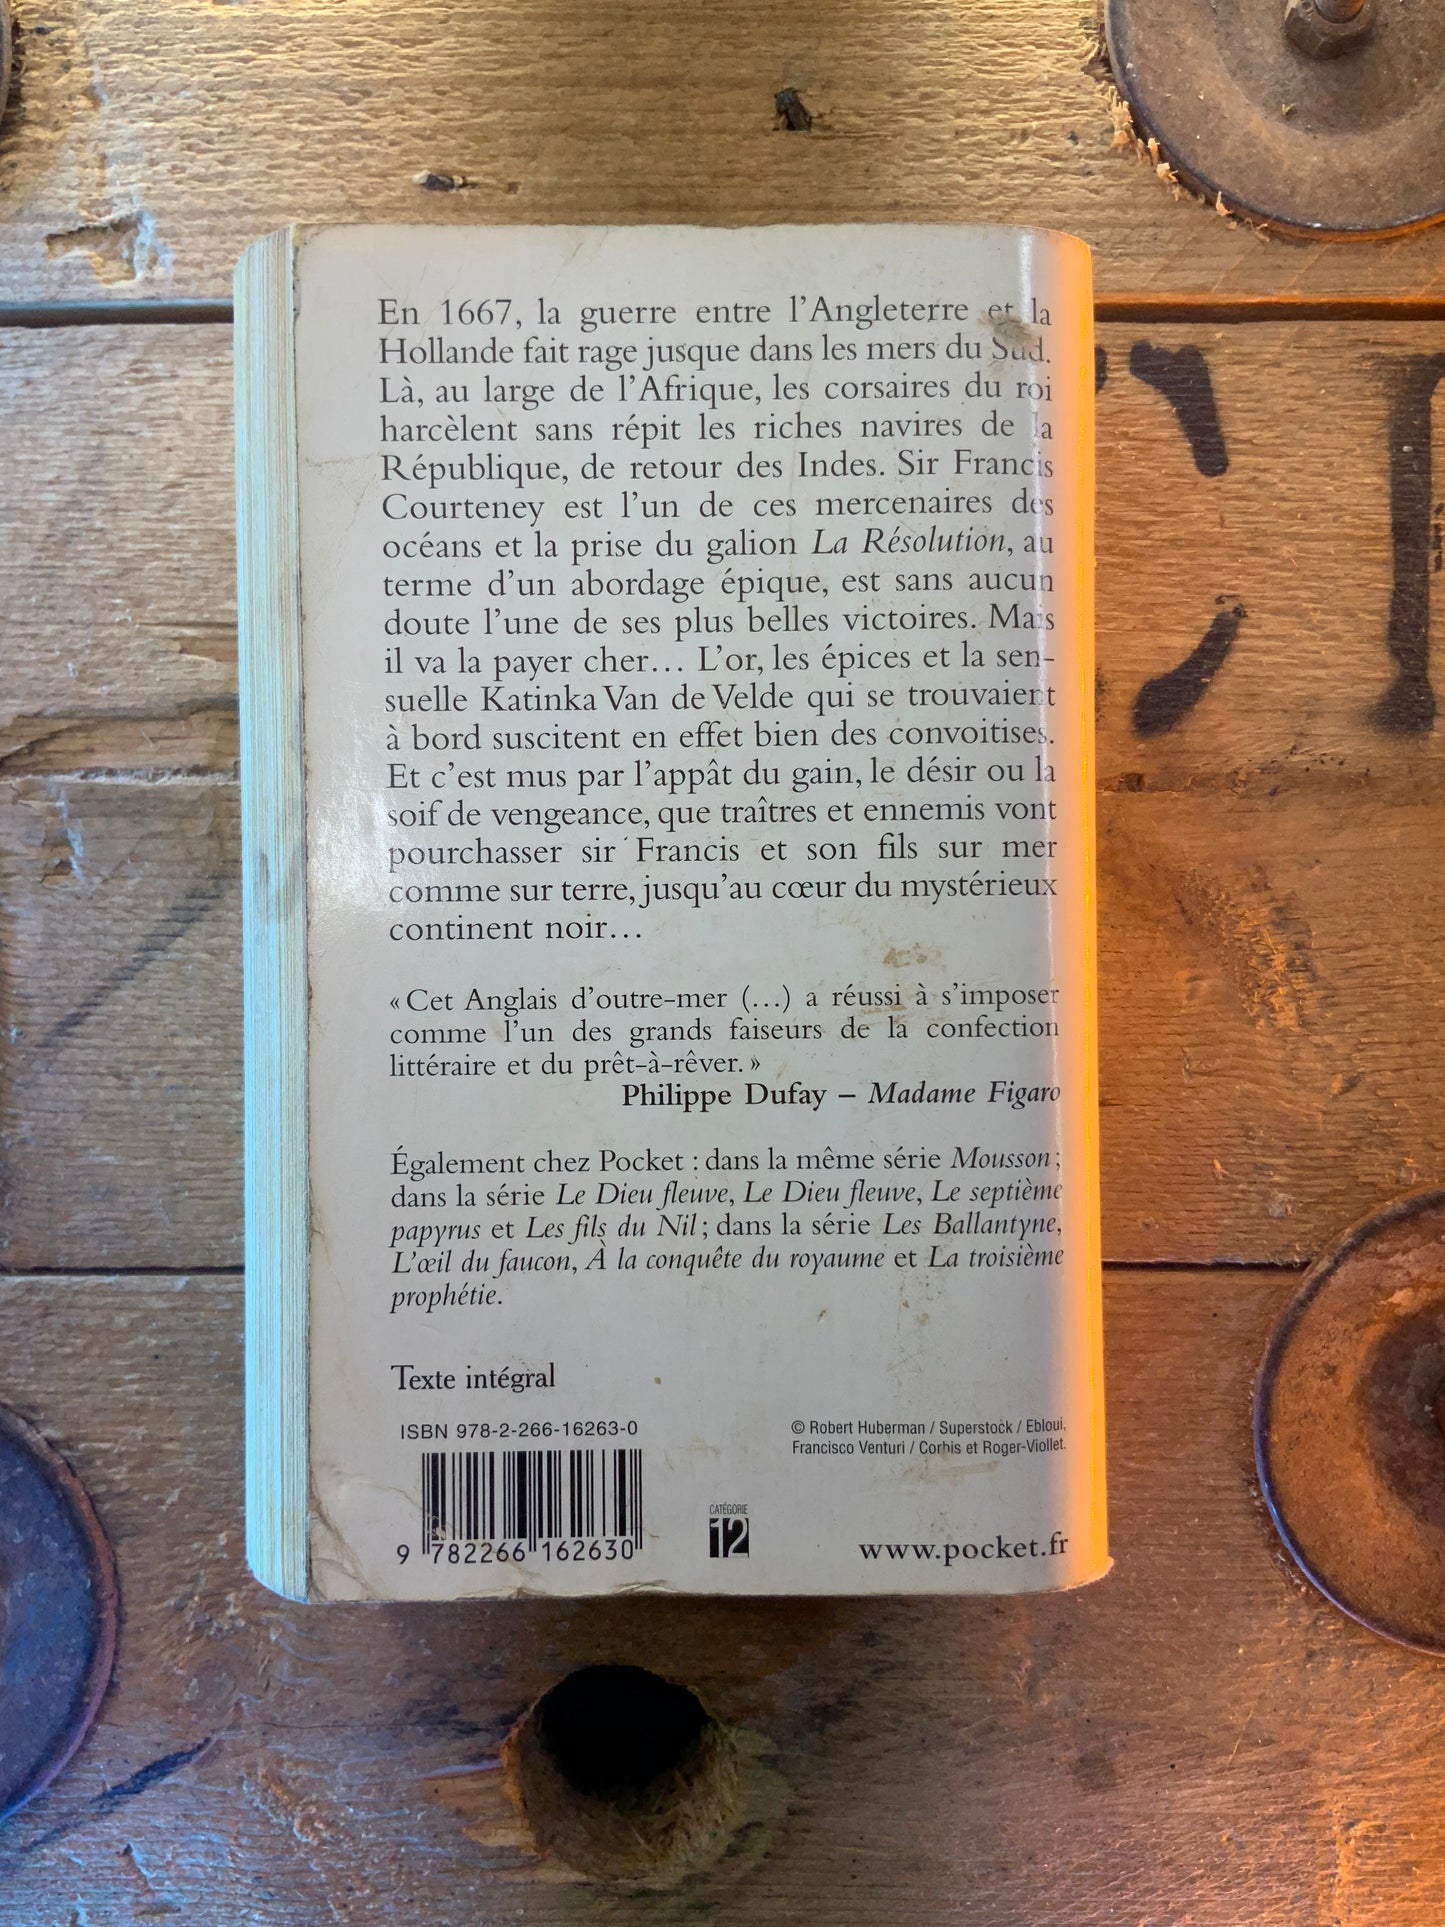 En 1667, la guerre entre l'Angleterre et la
Hollande fait rage jusque dans les mers du Sud.
Là, au large de l'Afrique, les corsaires du roi
harcèlent sans répit les riches navires de la
République, de retour des Indes. Sir Francis
Courteney est l'un de ces mercenaires des
océans et la prise du galion La Résolution, au
terme d'un abordage épique, est sans aucun
doute l'une de ses plus belles victoires. Mais
il va la payer cher... L'or, les épices et la sen-
suelle Katinka Van de Velde qui se trouvaient
à bord suscitent en effet bien des convoitises.
Et c'est mus par l'appât du gain, le désir ou la
soif de vengeance, que traîtres et ennemis vont
pourchasser sir Francis et son fils sur mer
comme sur terre, jusqu'au cœur du mystérieux
continent noir...
« Cet Anglais d'outre-mer (...) a réussi à s'imposer
comme l'un des grands faiseurs de la confection
littéraire et du prêt-à-rêver. »
Philippe Dufay – Madame Figaro
Également chez Pocket : dans la même série Mousson ;
dans la série Le Dieu fleuve, Le Dieu fleuve, Le septième
papyrus et Les fils du Nil ; dans la série Les Ballantyne,
L'œil du faucon, À la conquête du royaume et La troisième
prophétie.
Texte intégral
ISBN 978-2-266-16263-0
© Robert Huberman / Superstock / Ebloui,
Francisco Venturi / Corbis et Roger-Viollet.
CATÉGORIE
12
9 782266 162630
www.pocket.fr